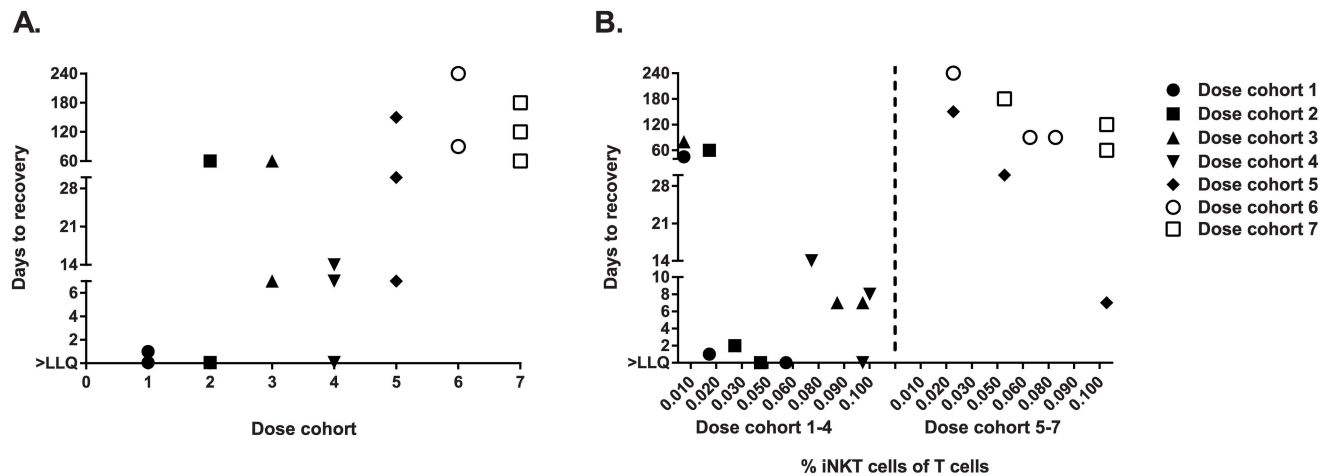 A.
Days to recovery
240
180
120
60
28
21
14
6
4
2
>LLQ
0 1 2 3 4 5 6 7
Dose cohort
B.
Days to recovery
240
180
120
60
28
21
14
10
8
6
4
2
>LLQ
0.010 0.020 0.030 0.050 0.060 0.080 0.090 0.100 0.010 0.020 0.030 0.050 0.060 0.080 0.090 0.100
Dose cohort 1-4 Dose cohort 5-7
% iNKT cells of T cells
Dose cohort 1
Dose cohort 2
Dose cohort 3
Dose cohort 4
Dose cohort 5
Dose cohort 6
Dose cohort 7